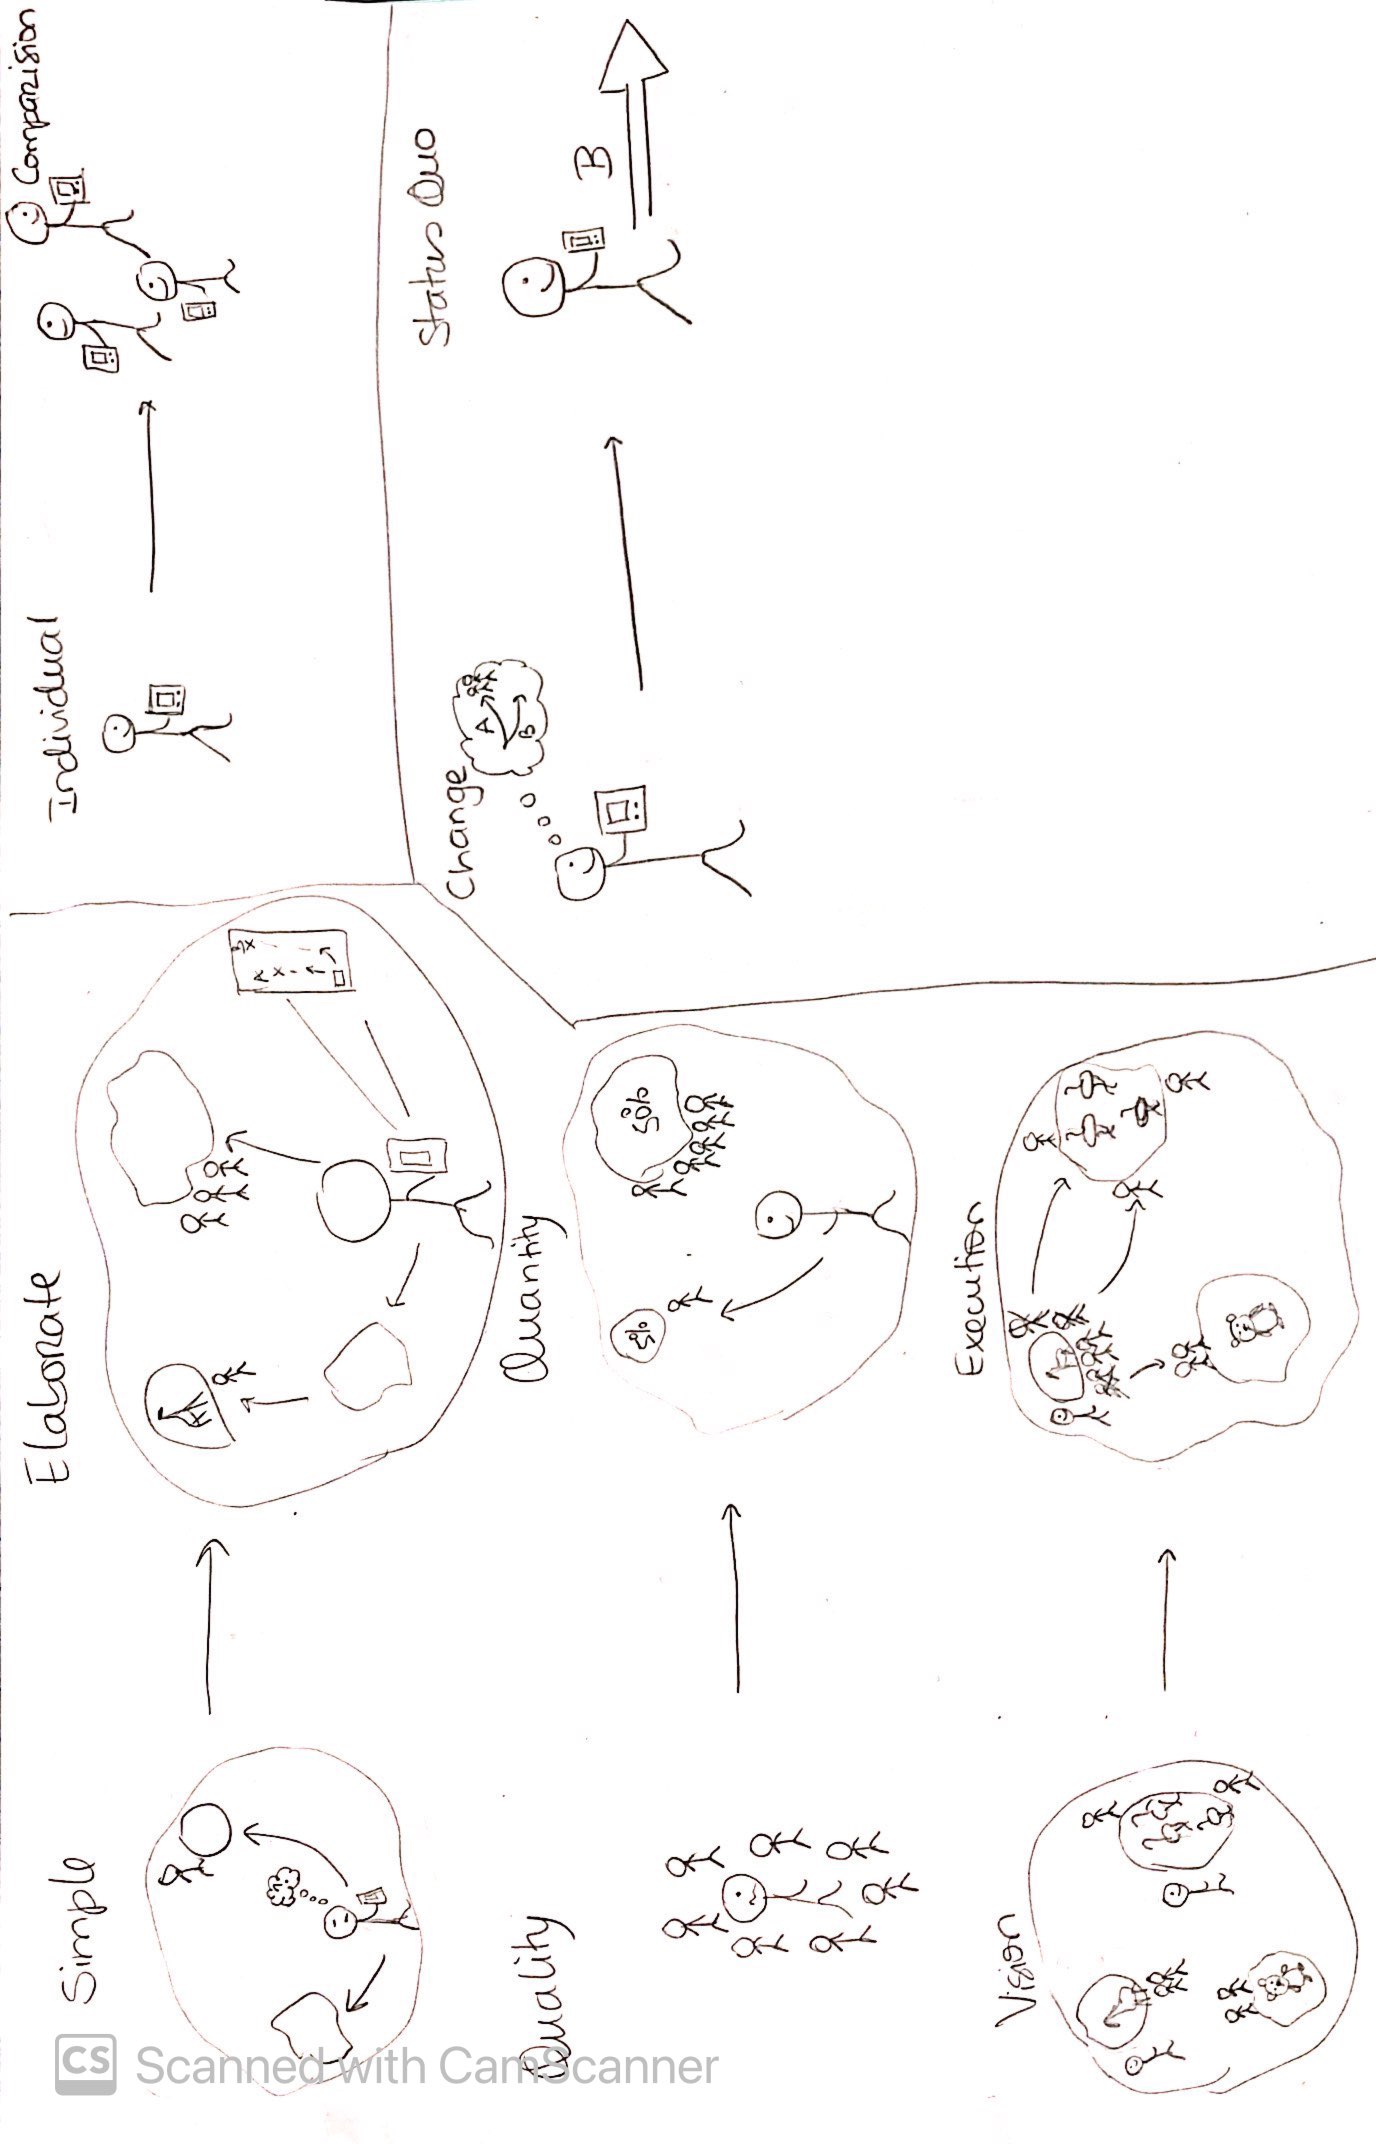 CS Scanned with CamScanner
Simple
Elaborate
?
A
B
X
X
Individual
Comparision
Quality
Quantity
5%
50%
Change
A
B
Status Quo
B
Vision
Execution